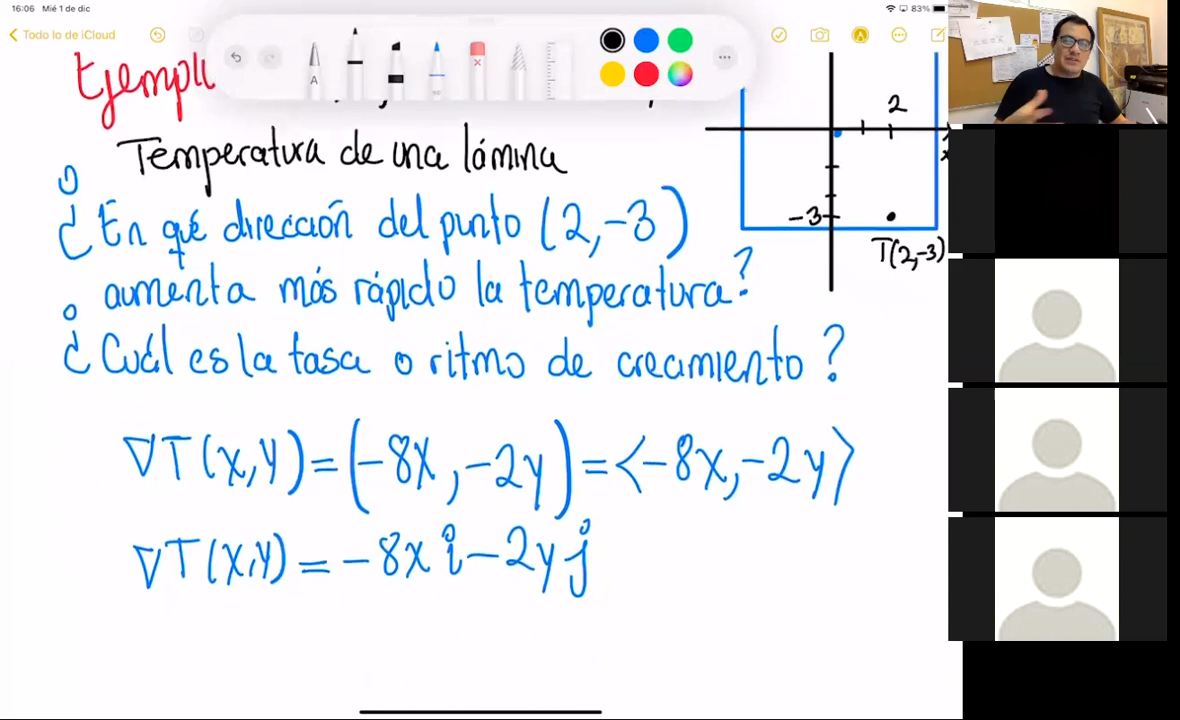 16:06 Mié 1 de dic
83%
Todo lo de iCloud
Temperatura de una lámina
¿En qué dirección del punto (2,-3)
aumenta más rápido la temperatura?
¿Cuál es la tasa o ritmo de crecimiento?
∇T(x,y)=(-8x,-2y)=⟨-8x,-2y⟩
∇T(x,y)=-8x i-2y j
2
x
-3
T(2,-3)
A